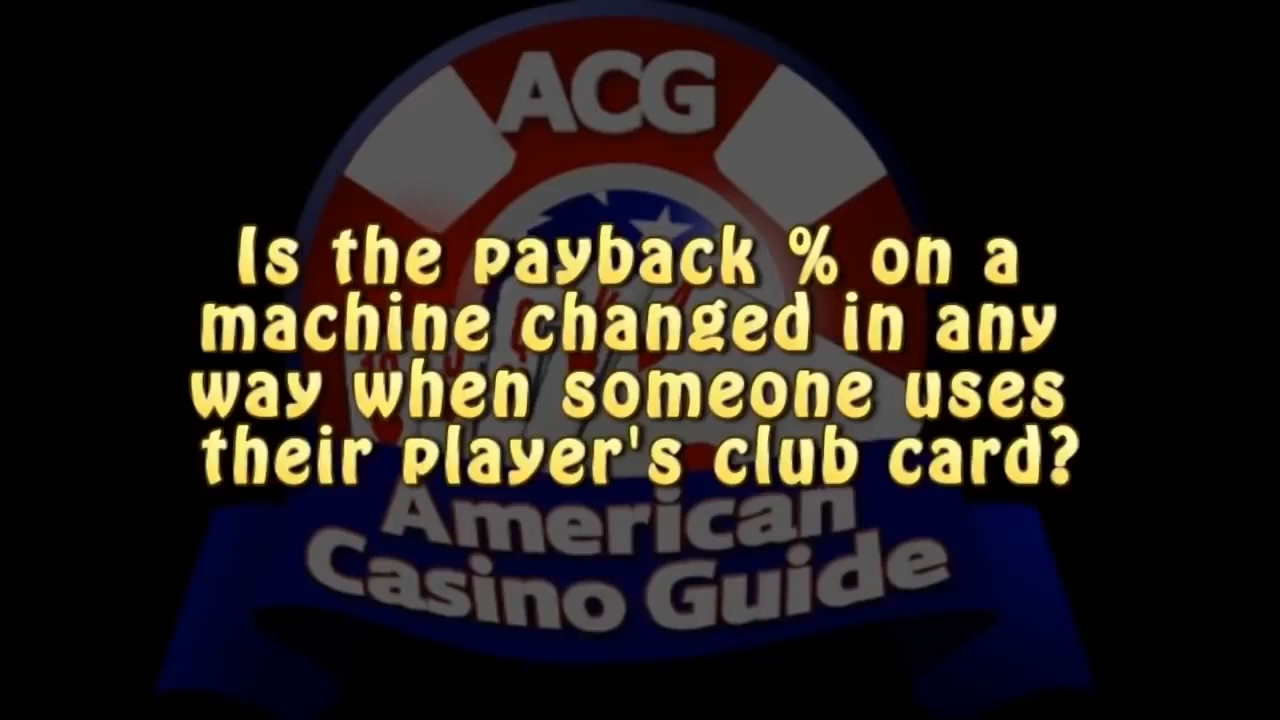 ACG
Is the payback % on a
machine changed in any
way when someone uses
their player's club card?
American
Casino Guide